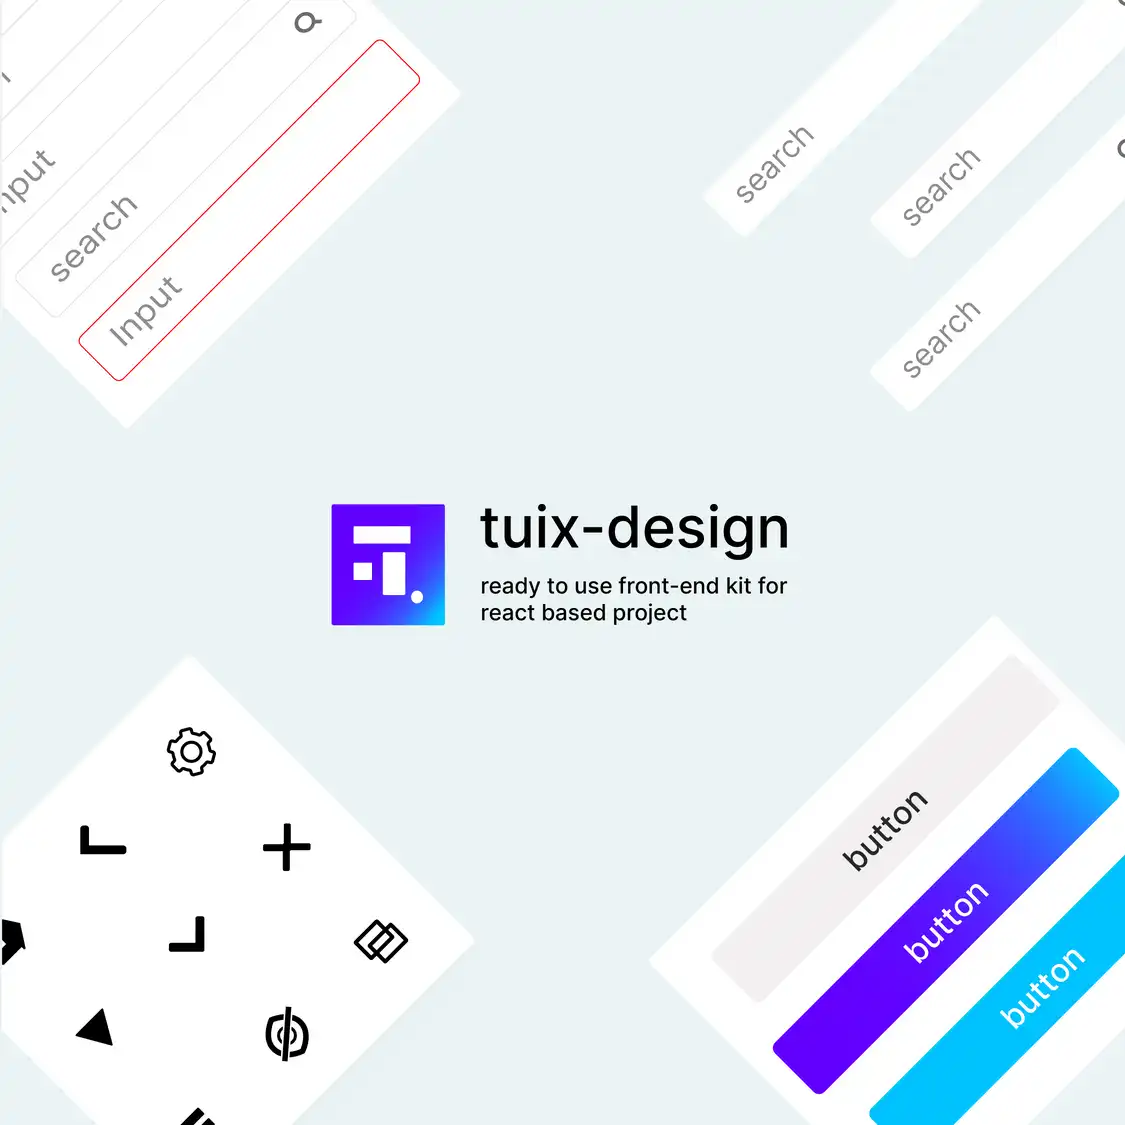 search
Input
search
search
search
tuix-design
ready to use front-end kit for
react based project
button
button
button